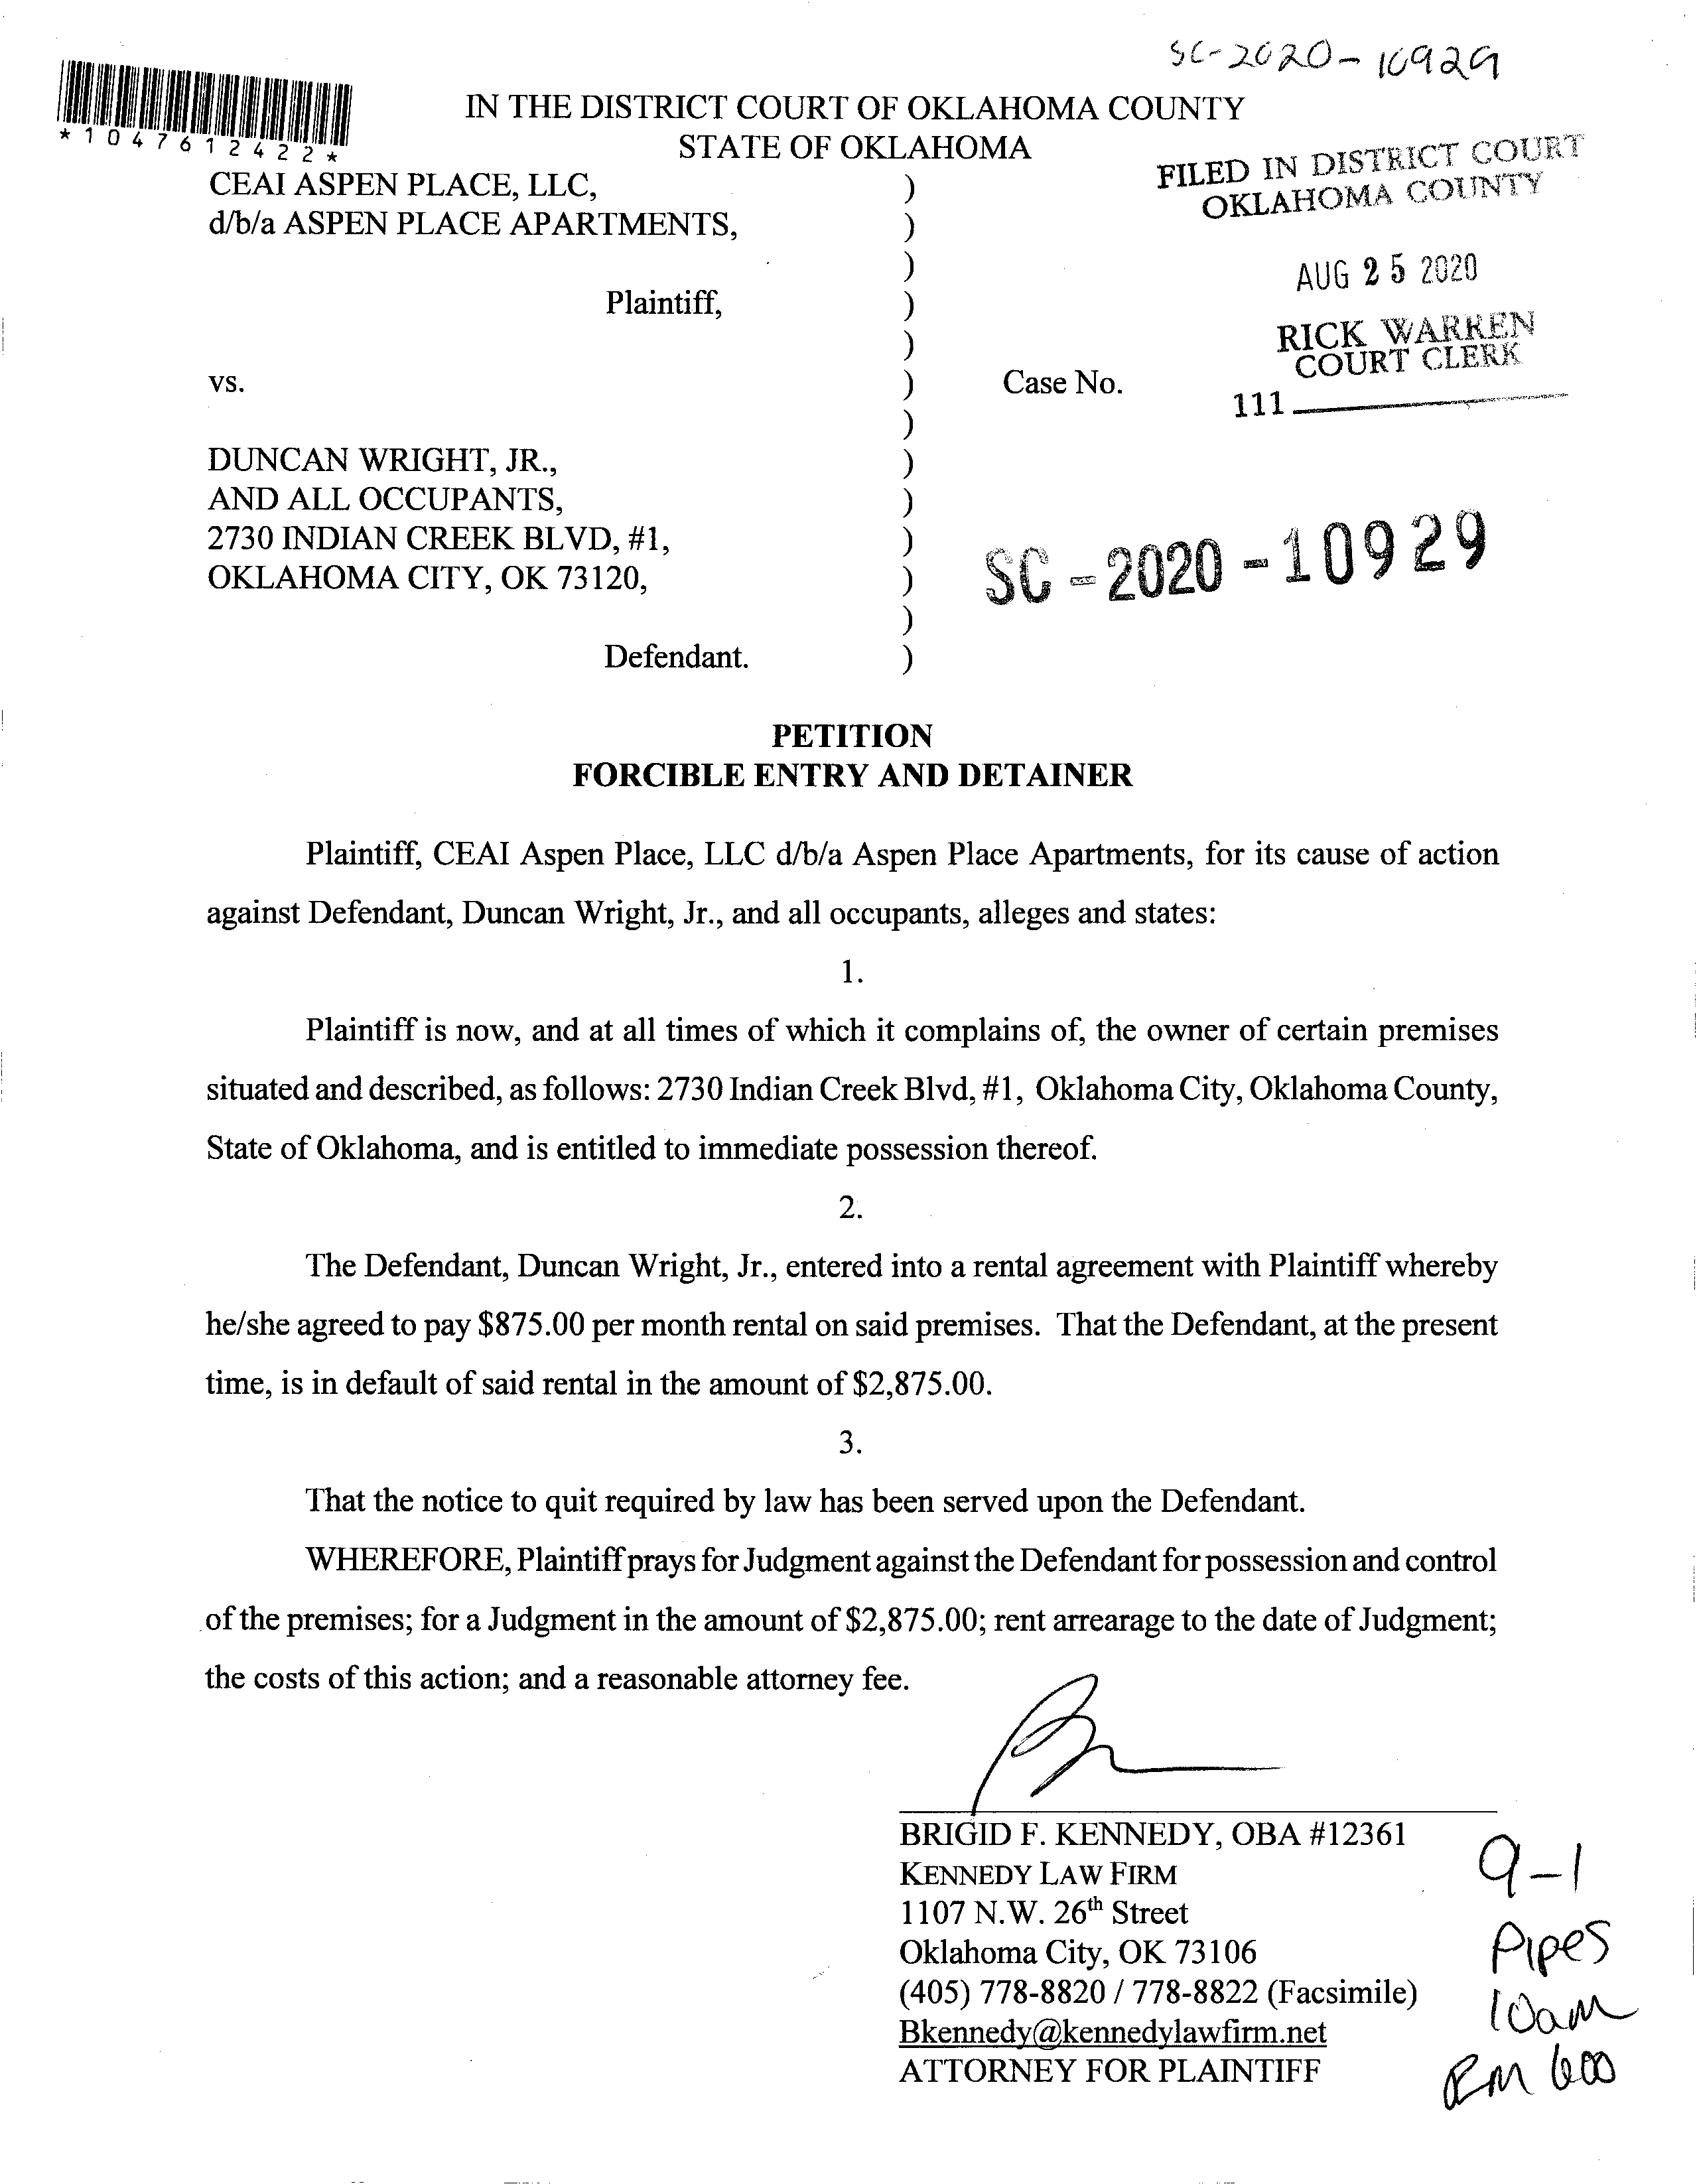 SC-2020-10929
*1047612422*
IN THE DISTRICT COURT OF OKLAHOMA COUNTY
STATE OF OKLAHOMA
FILED IN DISTRICT COURT
OKLAHOMA COUNTY
AUG 25 2020
RICK WARREN
COURT CLERK
111
CEAI ASPEN PLACE, LLC, )
d/b/a ASPEN PLACE APARTMENTS, )
)
Plaintiff, )
)
vs. ) Case No.
)
DUNCAN WRIGHT, JR., )
AND ALL OCCUPANTS, )
2730 INDIAN CREEK BLVD, #1, )
OKLAHOMA CITY, OK 73120, )
)
Defendant. )
SC-2020-10929
PETITION
FORCIBLE ENTRY AND DETAINER
Plaintiff, CEAI Aspen Place, LLC d/b/a Aspen Place Apartments, for its cause of action
against Defendant, Duncan Wright, Jr., and all occupants, alleges and states:
1.
Plaintiff is now, and at all times of which it complains of, the owner of certain premises
situated and described, as follows: 2730 Indian Creek Blvd, #1, Oklahoma City, Oklahoma County,
State of Oklahoma, and is entitled to immediate possession thereof.
2.
The Defendant, Duncan Wright, Jr., entered into a rental agreement with Plaintiff whereby
he/she agreed to pay $875.00 per month rental on said premises. That the Defendant, at the present
time, is in default of said rental in the amount of $2,875.00.
3.
That the notice to quit required by law has been served upon the Defendant.
WHEREFORE, Plaintiff prays for Judgment against the Defendant for possession and control
of the premises; for a Judgment in the amount of $2,875.00; rent arrearage to the date of Judgment;
the costs of this action; and a reasonable attorney fee.
BRIGID F. KENNEDY, OBA #12361
KENNEDY LAW FIRM
1107 N.W. 26th Street
Oklahoma City, OK 73106
(405) 778-8820 / 778-8822 (Facsimile)
Bkennedy@kennedylawfirm.net
ATTORNEY FOR PLAINTIFF
9-1
Pipes
10am
RM 600